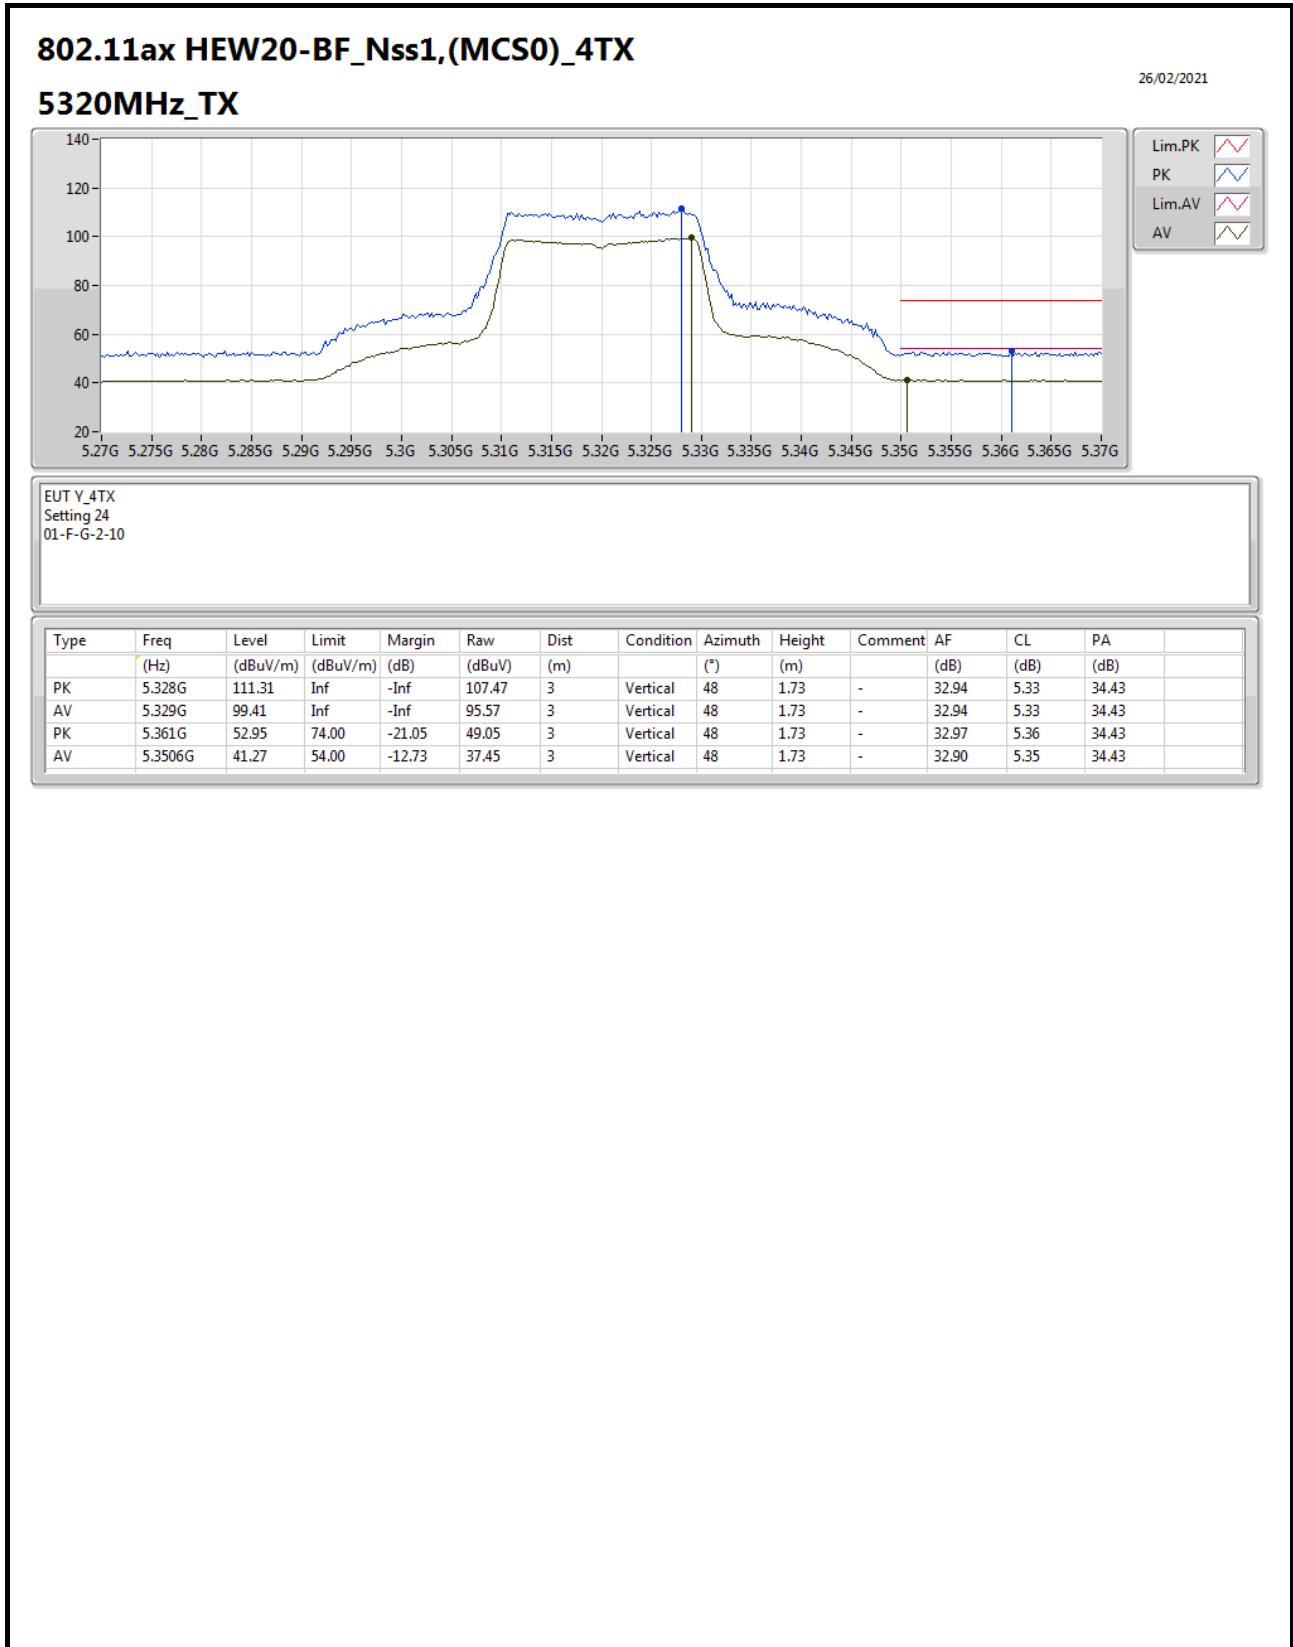 802.11ax HEW20-BF_Nss1,(MCS0)_4TX
26/02/2021
5320MHz_TX
140
120
100
80
60
40
20
5.27G 5.275G 5.28G 5.285G 5.29G 5.295G 5.3G 5.305G 5.31G 5.315G 5.32G 5.325G 5.33G 5.335G 5.34G 5.345G 5.35G 5.355G 5.36G 5.365G 5.37G
Lim.PK
PK
Lim.AV
AV
EUT Y_4TX
Setting 24
01-F-G-2-10
Type Freq Level Limit Margin Raw Dist Condition Azimuth Height Comment AF CL PA
(Hz) (dBuV/m) (dBuV/m) (dB) (dBuV) (m) (°) (m) (dB) (dB) (dB)
PK 5.328G 111.31 Inf -Inf 107.47 3 Vertical 48 1.73 - 32.94 5.33 34.43
AV 5.329G 99.41 Inf -Inf 95.57 3 Vertical 48 1.73 - 32.94 5.33 34.43
PK 5.361G 52.95 74.00 -21.05 49.05 3 Vertical 48 1.73 - 32.97 5.36 34.43
AV 5.3506G 41.27 54.00 -12.73 37.45 3 Vertical 48 1.73 - 32.90 5.35 34.43